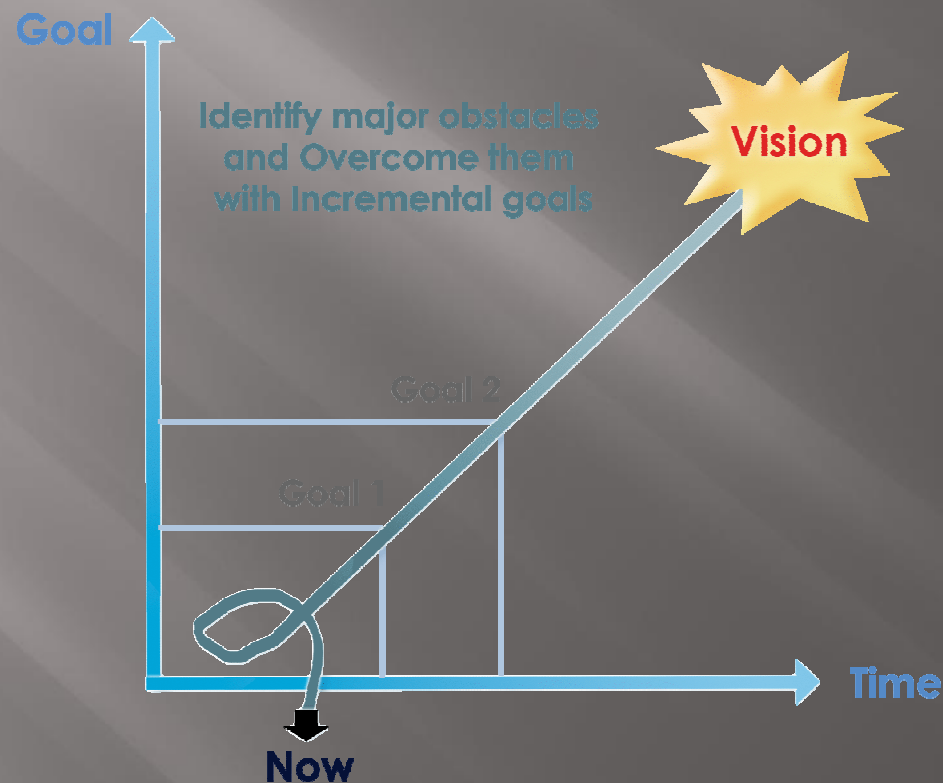 Goal
Identify major obstacles
and Overcome them
with Incremental goals
Vision
Goal 2
Goal 1
Time
Now